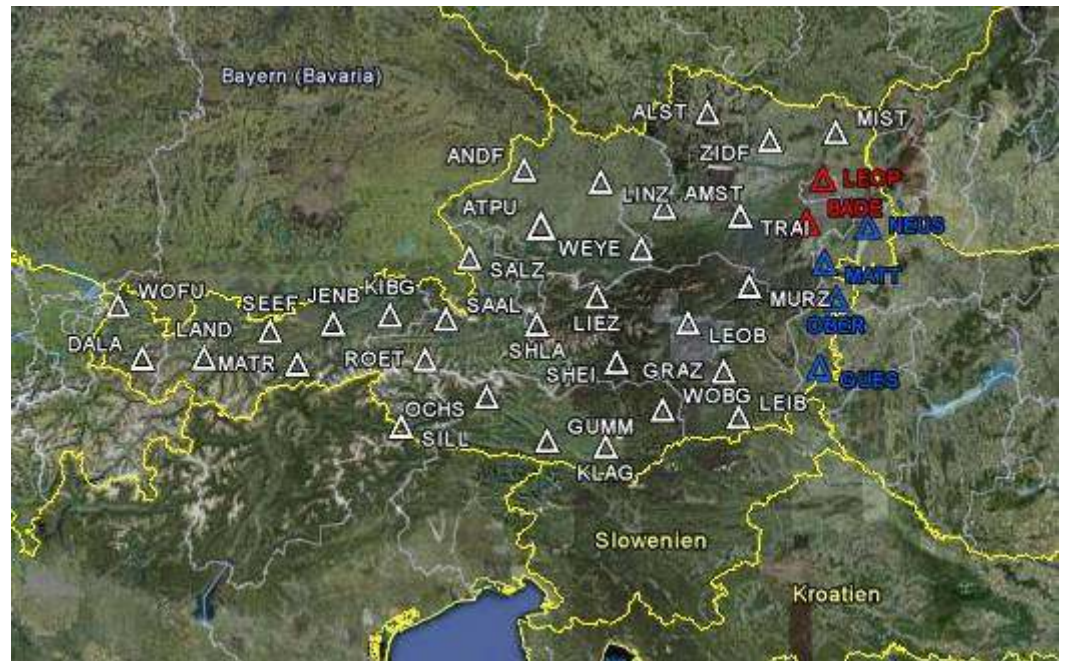 Bayern (Bavaria)
ALST
MIST
ZIDF
ANDF
LEOP
LINZ
AMST
ATPU
BADE
TRAI
NEUS
WEYE
SALZ
MATT
WOFU
KIBG
JENB
SEEF
SAAL
MURZ
LIEZ
OBER
LAND
LEOB
DALA
SHLA
MATR
ROET
SHEI
GRAZ
GUES
WOBG
LEIB
OCHS
GUMM
SILL
KLAG
Slowenien
Kroatien